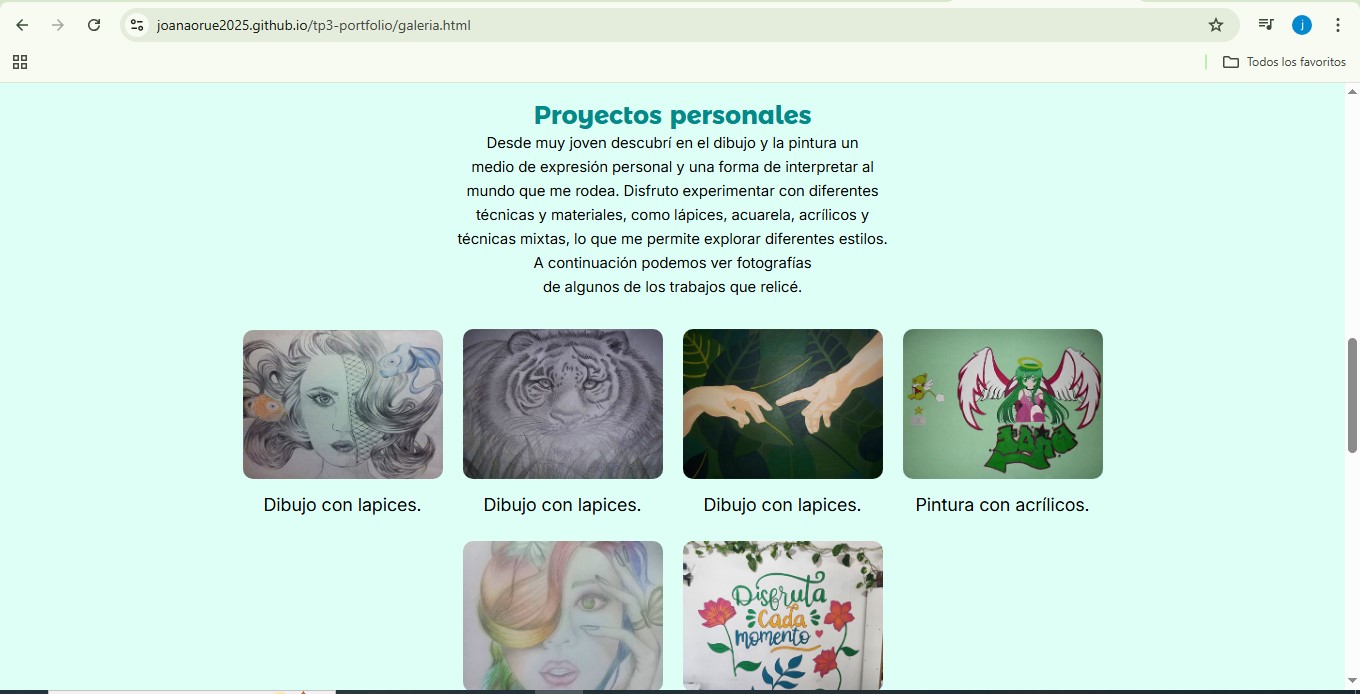 joanaorue2025.github.io/tp3-portfolio/galeria.html
j
Todos los favoritos
Proyectos personales
Desde muy joven descubrí en el dibujo y la pintura un
medio de expresión personal y una forma de interpretar al
mundo que me rodea. Disfruto experimentar con diferentes
técnicas y materiales, como lápices, acuarela, acrílicos y
técnicas mixtas, lo que me permite explorar diferentes estilos.
A continuación podemos ver fotografías
de algunos de los trabajos que relicé.
Dibujo con lapices.
Dibujo con lapices.
Dibujo con lapices.
Pintura con acrílicos.
Disfruta
Cada
momento